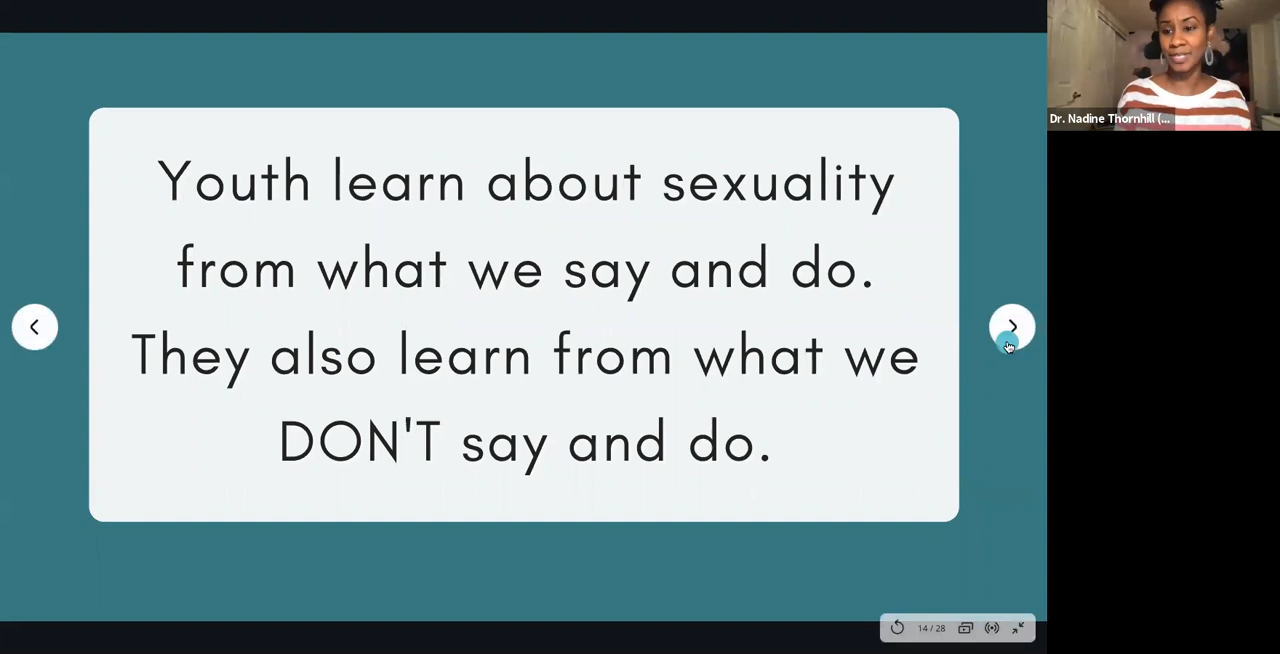 Youth learn about sexuality
from what we say and do.
They also learn from what we
DON'T say and do.
Dr. Nadine Thornhill (...
14 / 28